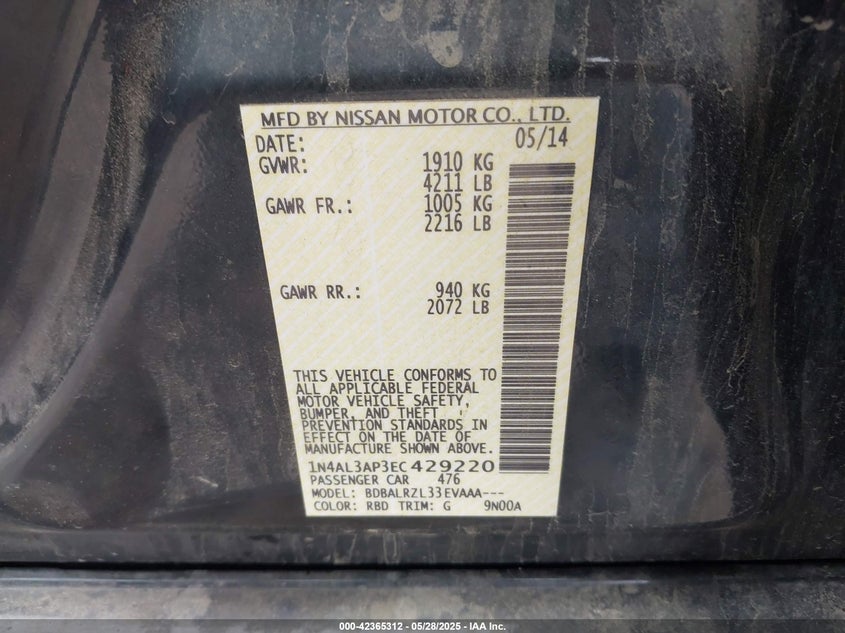 MFD BY NISSAN MOTOR CO., LTD.
DATE: 05/14
GVWR: 1910 KG
4211 LB
GAWR FR.: 1005 KG
2216 LB
GAWR RR.: 940 KG
2072 LB
THIS VEHICLE CONFORMS TO
ALL APPLICABLE FEDERAL
MOTOR VEHICLE SAFETY,
BUMPER, AND THEFT
PREVENTION STANDARDS IN
EFFECT ON THE DATE OF
MANUFACTURE SHOWN ABOVE.
1N4AL3AP3EC429220
PASSENGER CAR 476
MODEL: BDBALRZL33EVAAA---
COLOR: RBD TRIM: G 9N00A
000-42365312 - 05/28/2025 - IAA Inc.